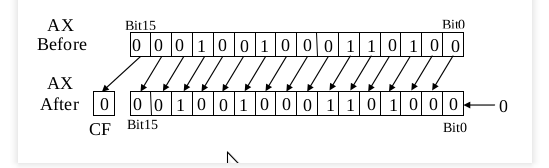 AX Before Bit15 Bit0
0 0 0 1 0 0 1 0 0 0 1 1 0 1 0 0
AX After 0 0 0 1 0 0 1 0 0 0 1 1 0 1 0 0 0 0
CF Bit15 Bit0